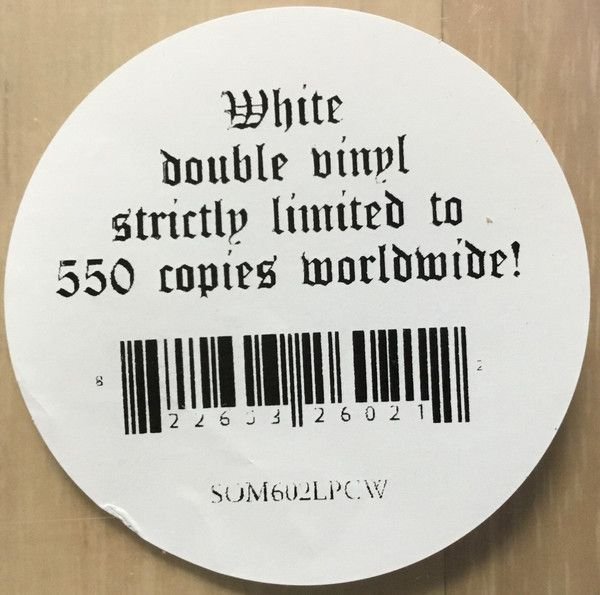 White
double vinyl
strictly limited to
550 copies worldwide!
8 22603 26021 2
SOM602LPCW